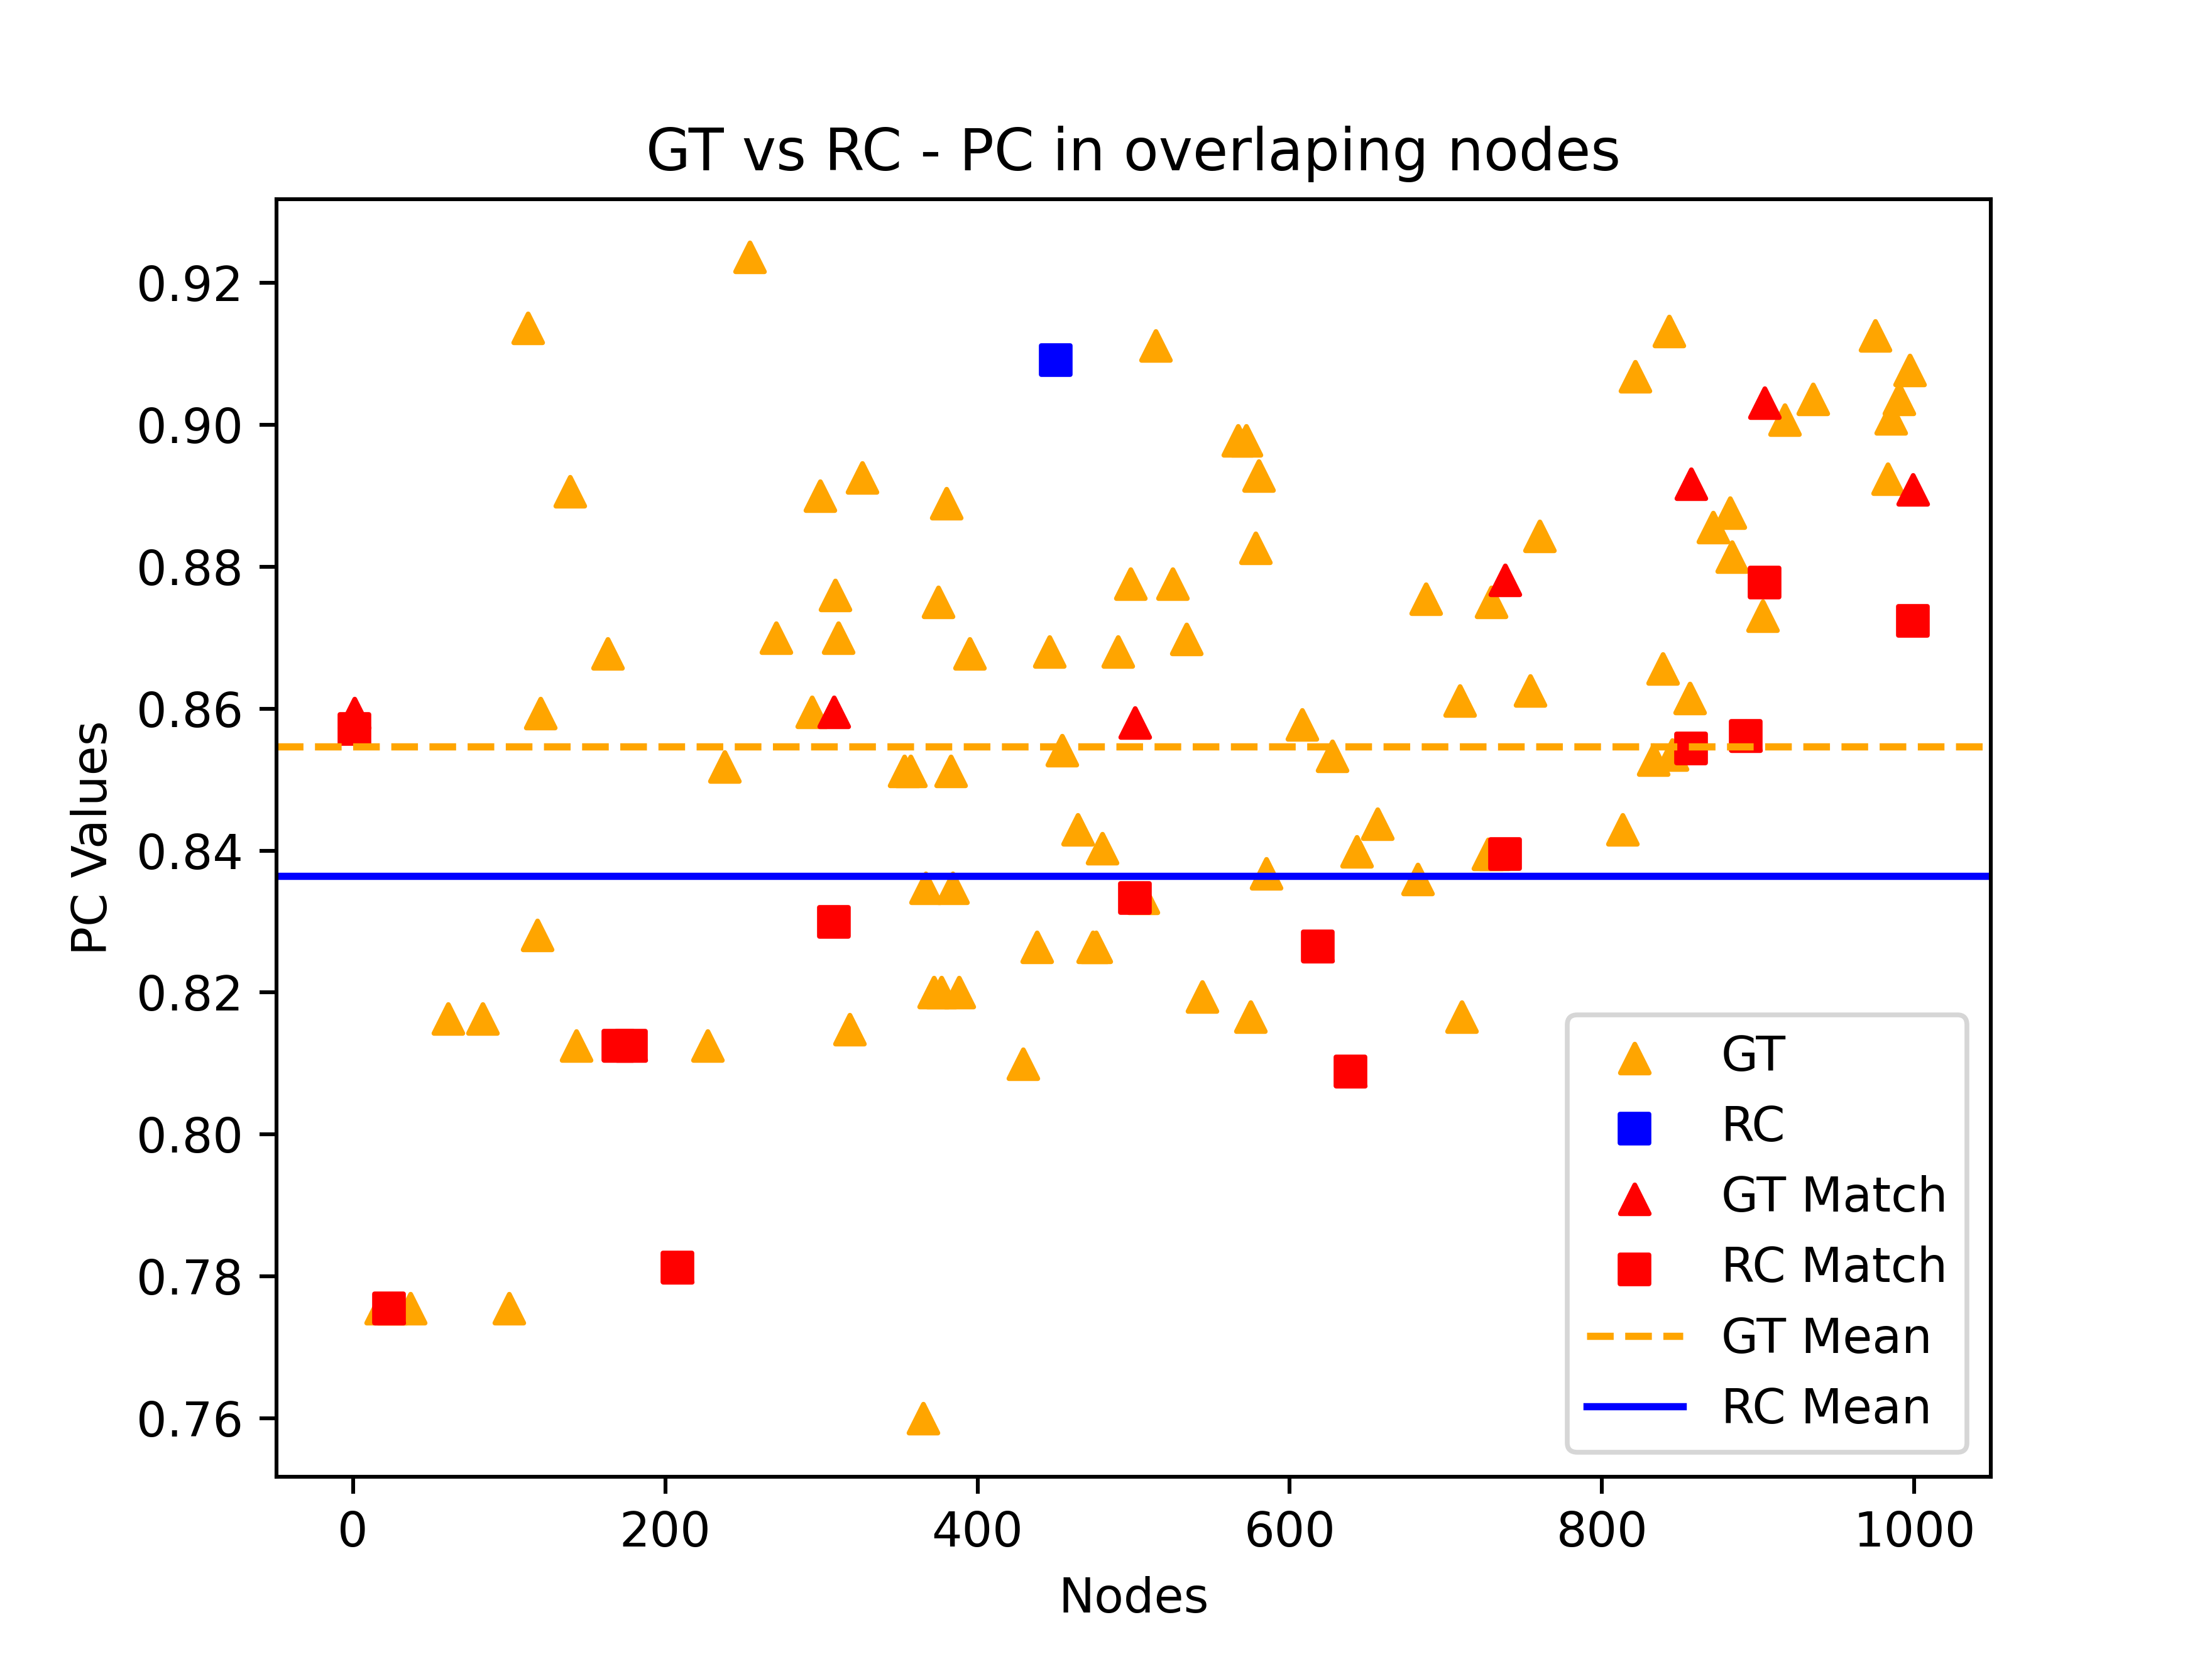 GT vs RC - PC in overlaping nodes
PC Values
0.92
0.90
0.88
0.86
0.84
0.82
0.80
0.78
0.76
GT
RC
GT Match
RC Match
GT Mean
RC Mean
0 200 400 600 800 1000
Nodes